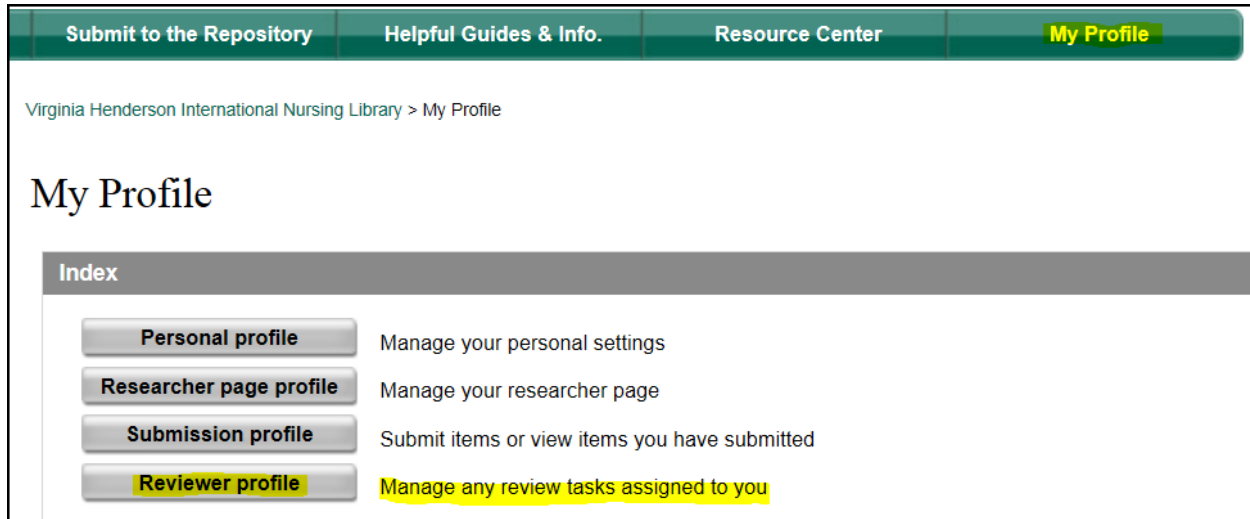 Submit to the Repository Helpful Guides & Info. Resource Center My Profile
Virginia Henderson International Nursing Library > My Profile
My Profile
Index
Personal profile Manage your personal settings
Researcher page profile Manage your researcher page
Submission profile Submit items or view items you have submitted
Reviewer profile Manage any review tasks assigned to you